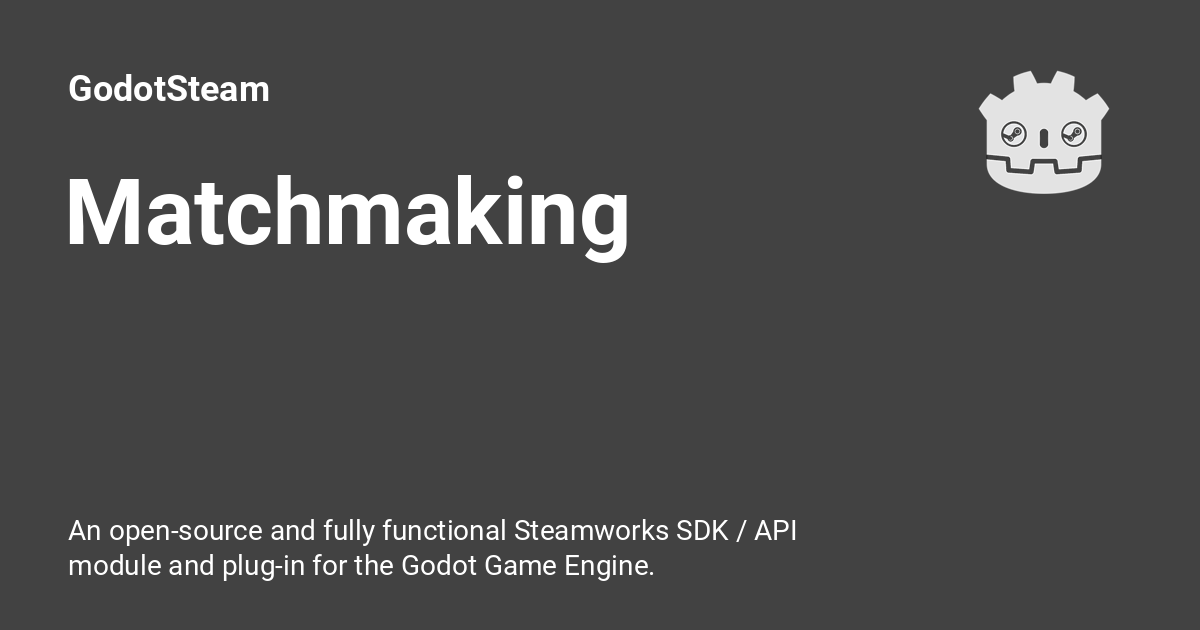 GodotSteam
Matchmaking
An open-source and fully functional Steamworks SDK / API
module and plug-in for the Godot Game Engine.